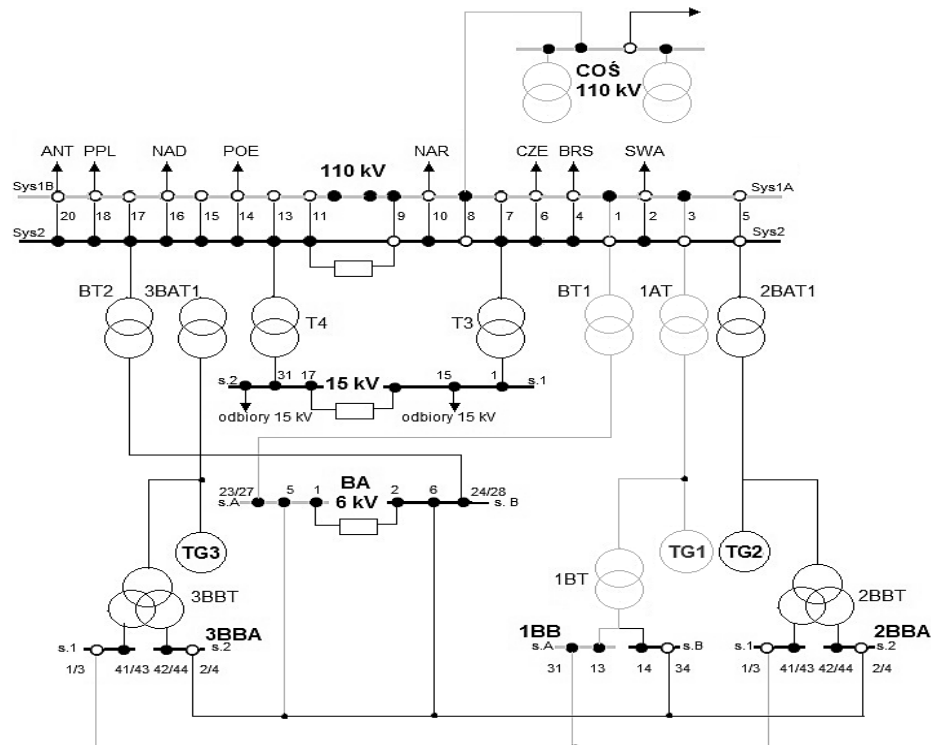 COŚ
110 kV
ANT PPL NAD POE 110 kV NAR CZE BRS SWA
Sys1B Sys1A
20 18 17 16 15 14 13 11 9 10 8 7 6 4 1 2 3 5
Sys2 Sys2
BT2 3BAT1 T4 T3 BT1 1AT 2BAT1
s.2 31 17 15 kV 15 1 s.1
odbiory 15 kV odbiory 15 kV
23/27 5 1 BA 2 6 24/28
s.A 6 kV s. B
TG3 TG1 TG2
3BBT 1BT 2BBT
s.1 3BBA s.2 1BB s.A s.B s.1 2BBA s.2
1/3 41/43 42/44 2/4 31 13 14 34 1/3 41/43 42/44 2/4